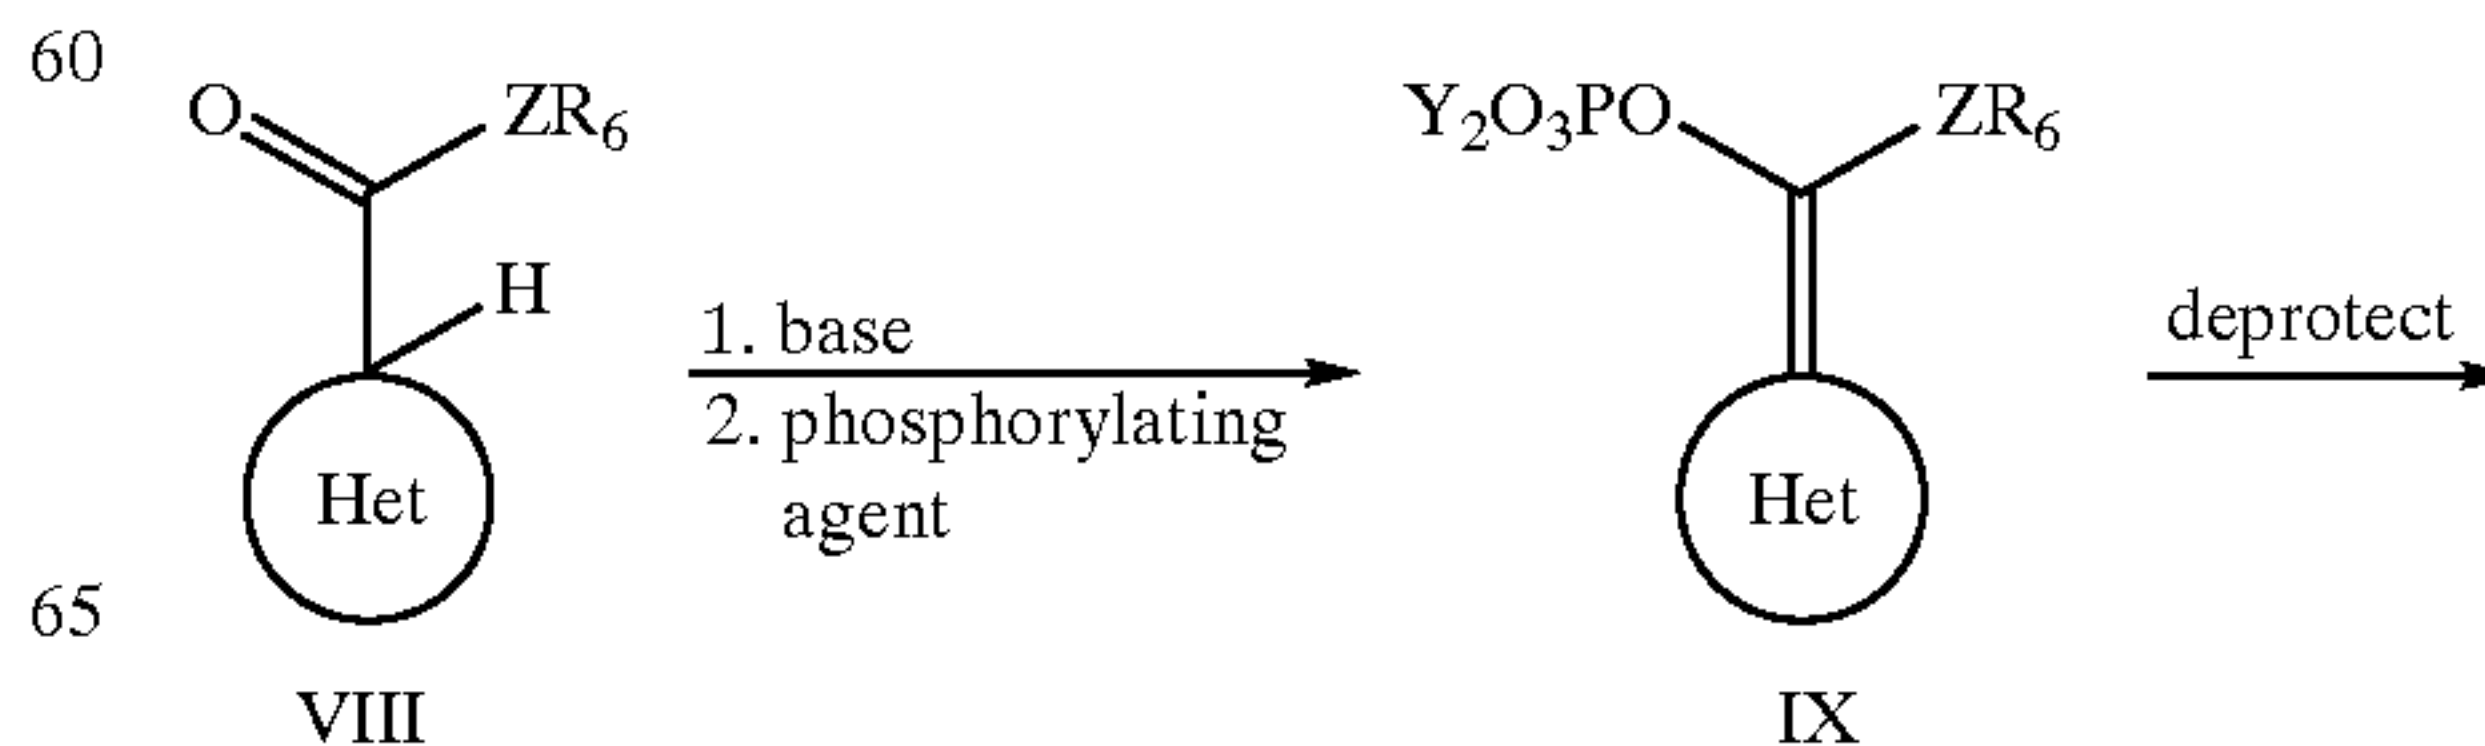 60
O ZR6
H
Het
VIII
1. base
2. phosphorylating
agent
Y2O3PO ZR6
Het
IX
deprotect
65